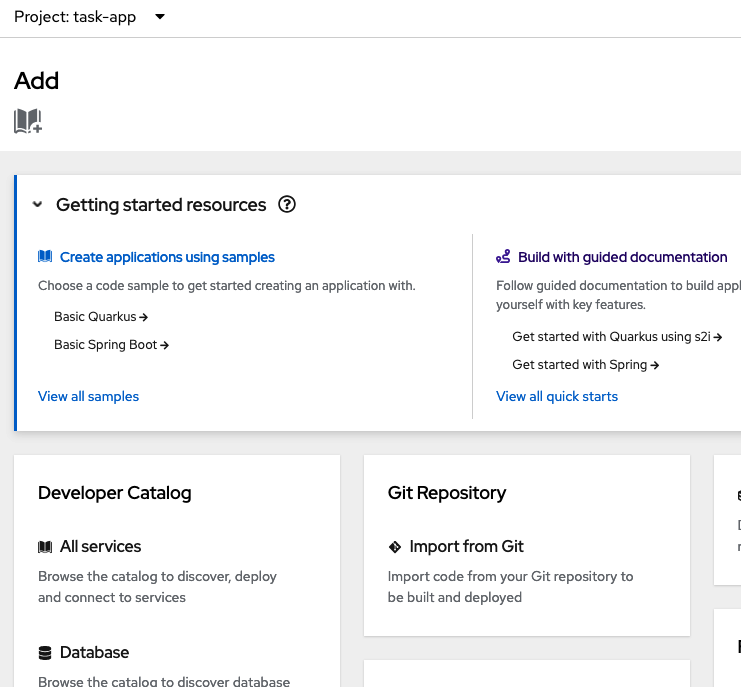 Project: task-app
Add
Getting started resources
Create applications using samples
Choose a code sample to get started creating an application with.
Basic Quarkus
Basic Spring Boot
View all samples
Build with guided documentation
Follow guided documentation to build appl
yourself with key features.
Get started with Quarkus using s2i
Get started with Spring
View all quick starts
Developer Catalog
All services
Browse the catalog to discover, deploy
and connect to services
Database
Browse the catalog to discover database
Git Repository
Import from Git
Import code from your Git repository to
be built and deployed